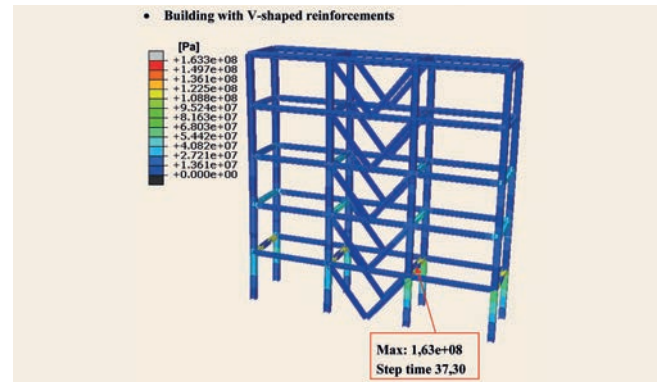 • Building with V-shaped reinforcements
[Pa]
+1.633e+08
+1.497e+08
+1.361e+08
+1.225e+08
+1.088e+08
+9.524e+07
+8.163e+07
+6.803e+07
+5.442e+07
+4.082e+07
+2.721e+07
+1.361e+07
+0.000e+00
Max: 1,63e+08
Step time 37,30